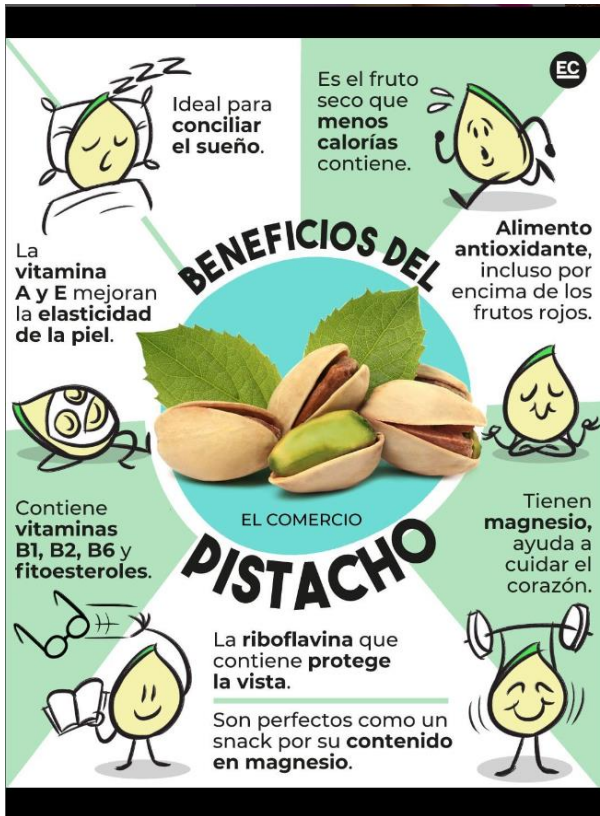 EC
zzzz
Ideal para
conciliar
el sueño.
Es el fruto
seco que
menos
calorías
contiene.
BENEFICIOS DEL
La
vitamina
A y E mejoran
la elasticidad
de la piel.
Alimento
antioxidante,
incluso por
encima de los
frutos rojos.
EL COMERCIO
PISTACHO
Contiene
vitaminas
B1, B2, B6 y
fitoesteroles.
Tienen
magnesio,
ayuda a
cuidar el
corazón.
La riboflavina que
contiene protege
la vista.
Son perfectos como un
snack por su contenido
en magnesio.